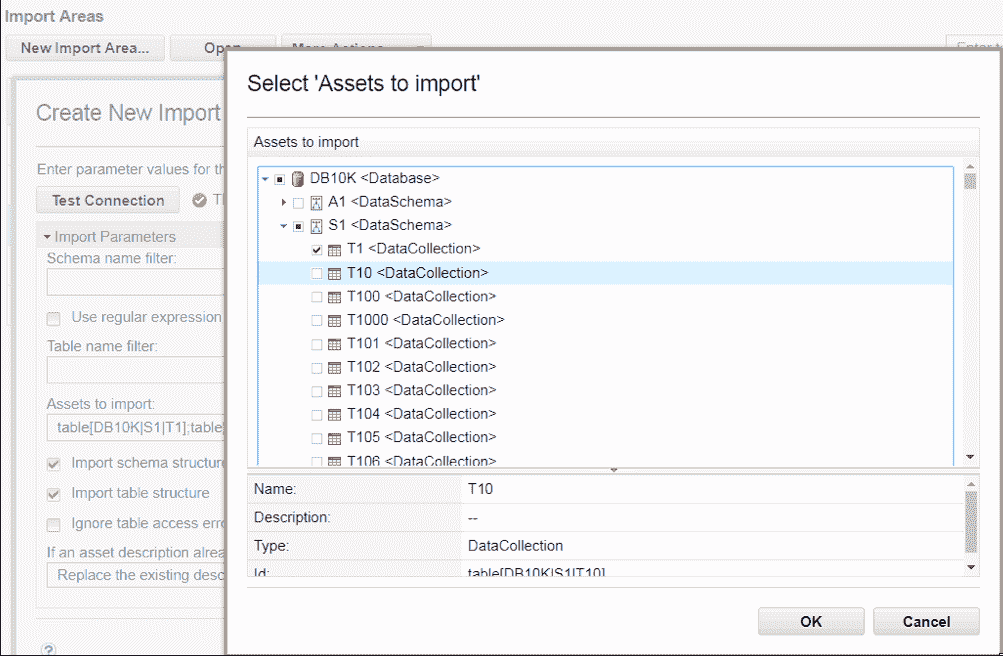 Import Areas
New Import Area...
Open
More Actions
Select 'Assets to import'
Create New Import
Assets to import
Enter parameter values for th
Test Connection
Import Parameters
Schema name filter:
Use regular expression
Table name filter:
Assets to import:
table[DB10K|S1|T1];table
Import schema structure
Import table structure
Ignore table access erro
If an asset description alrea
Replace the existing desc
?
DB10K <Database>
A1 <DataSchema>
S1 <DataSchema>
T1 <DataCollection>
T10 <DataCollection>
T100 <DataCollection>
T1000 <DataCollection>
T101 <DataCollection>
T102 <DataCollection>
T103 <DataCollection>
T104 <DataCollection>
T105 <DataCollection>
T106 <DataCollection>
Name: T10
Description: --
Type: DataCollection
Id: table[DB10K|S1|T10]
OK Cancel